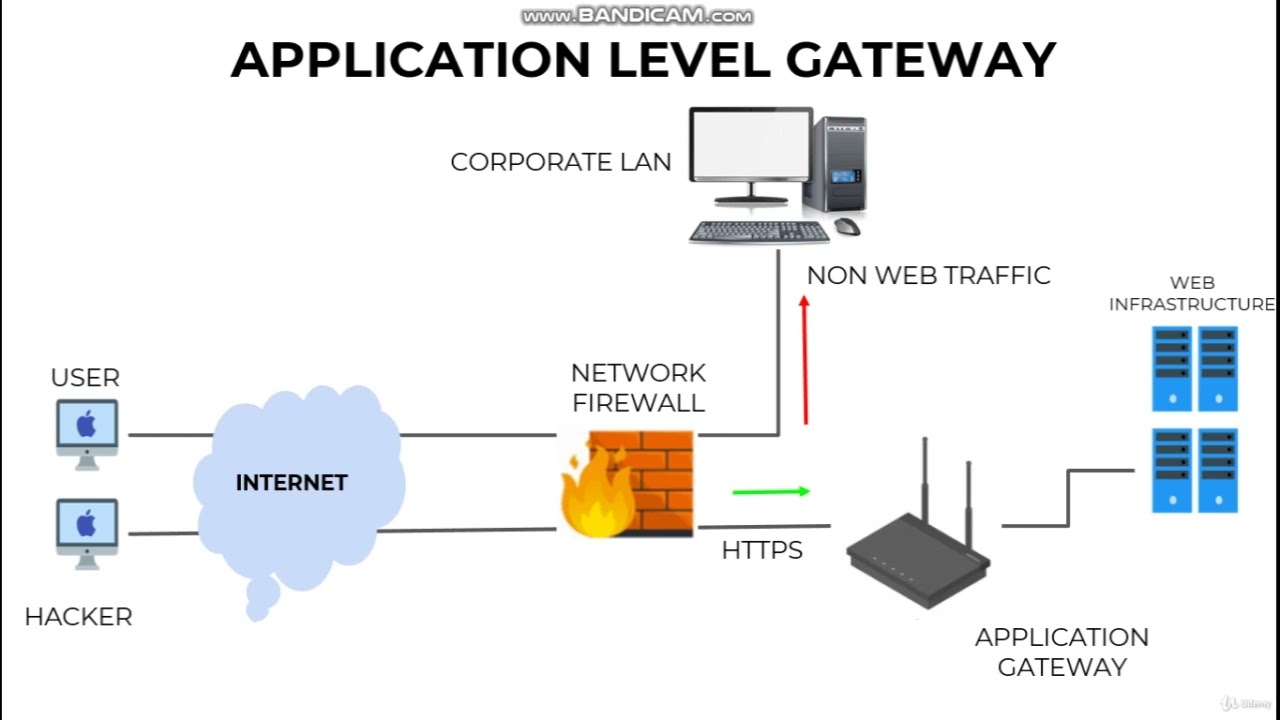 www.BANDICAM.com
APPLICATION LEVEL GATEWAY
CORPORATE LAN
NON WEB TRAFFIC
WEB
INFRASTRUCTURE
USER
NETWORK
FIREWALL
INTERNET
HTTPS
HACKER
APPLICATION
GATEWAY
Udemy